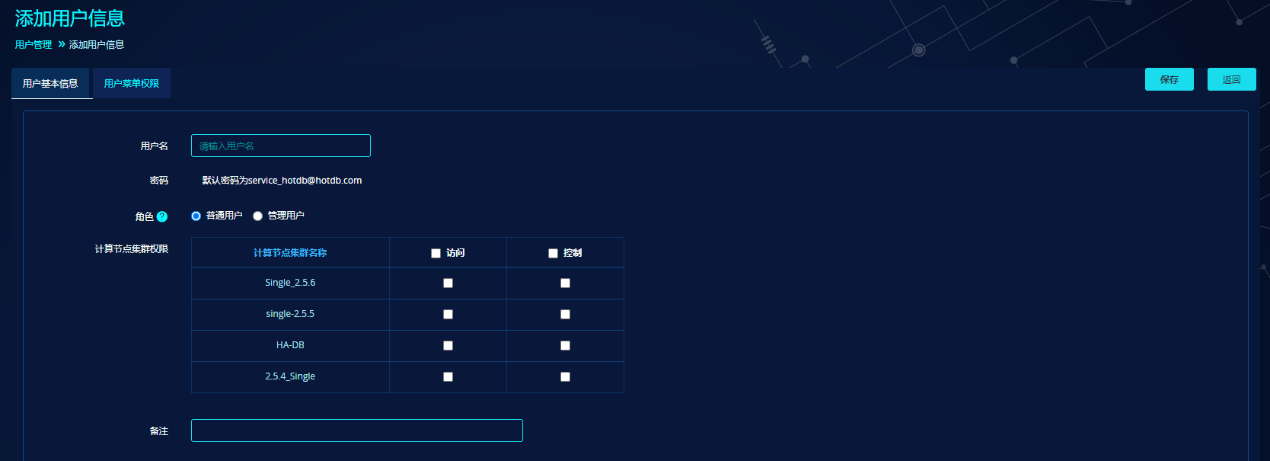 添加用户信息
用户管理 » 添加用户信息
用户基本信息 用户菜单权限 保存 返回
用户名 请输入用户名
密码 默认密码为service_hotdb@hotdb.com
角色 ? 普通用户 管理用户
计算节点集群权限 计算节点集群名称 访问 控制
Single_2.5.6
single-2.5.5
HA-DB
2.5.4_Single
备注